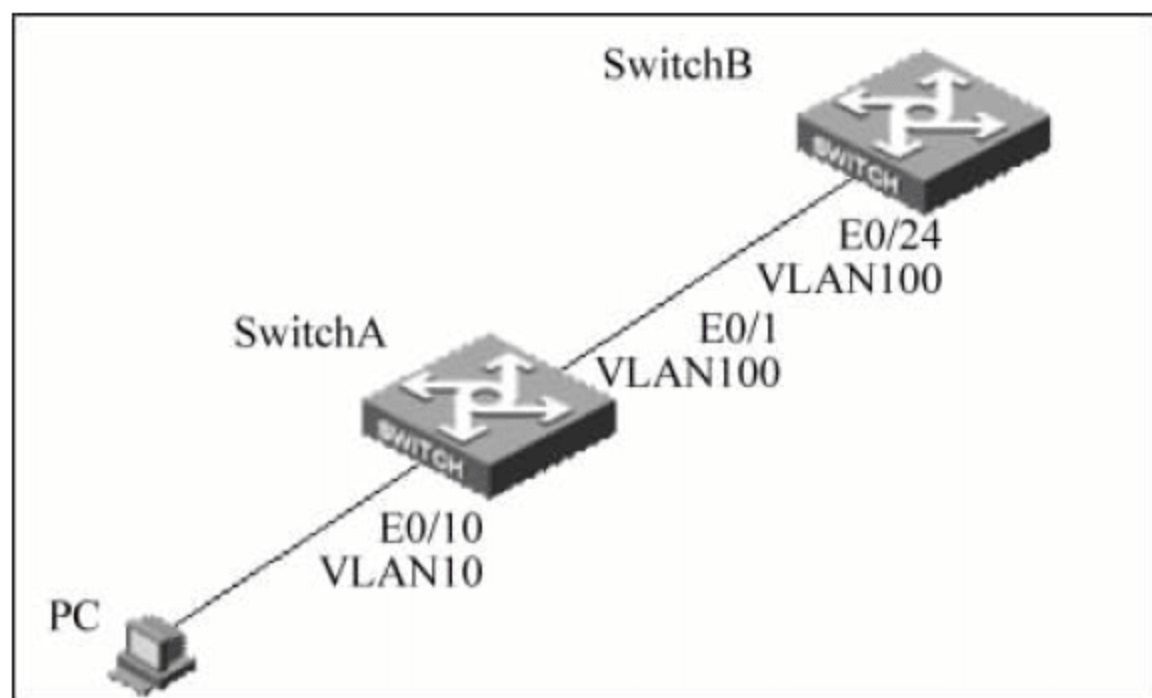 SwitchB
SWITCH
E0/24
VLAN100
E0/1
VLAN100
SwitchA
SWITCH
E0/10
VLAN10
PC